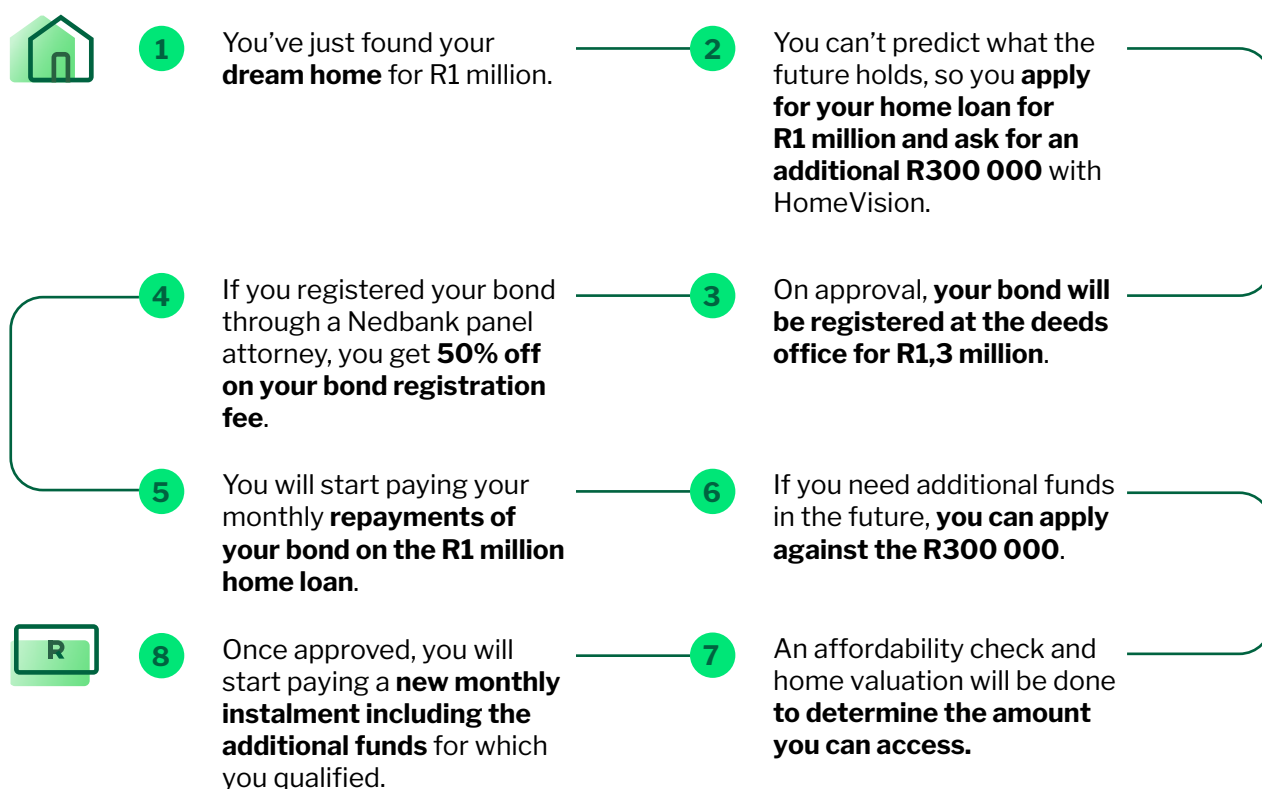 1
You've just found your
dream home for R1 million.
2
You can't predict what the
future holds, so you apply
for your home loan for
R1 million and ask for an
additional R300 000 with
HomeVision.
3
On approval, your bond will
be registered at the deeds
office for R1,3 million.
4
If you registered your bond
through a Nedbank panel
attorney, you get 50% off
on your bond registration
fee.
5
You will start paying your
monthly repayments of
your bond on the R1 million
home loan.
6
If you need additional funds
in the future, you can apply
against the R300 000.
7
An affordability check and
home valuation will be done
to determine the amount
you can access.
R
8
Once approved, you will
start paying a new monthly
instalment including the
additional funds for which
you qualified.